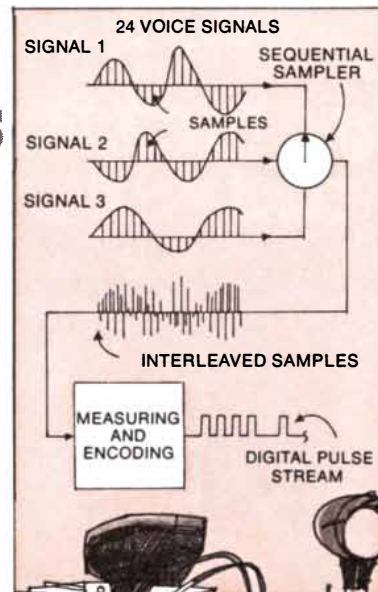 24 VOICE SIGNALS
SIGNAL 1
SEQUENTIAL
SAMPLER
SAMPLES
SIGNAL 2
SIGNAL 3
INTERLEAVED SAMPLES
MEASURING
AND
ENCODING
DIGITAL PULSE
STREAM